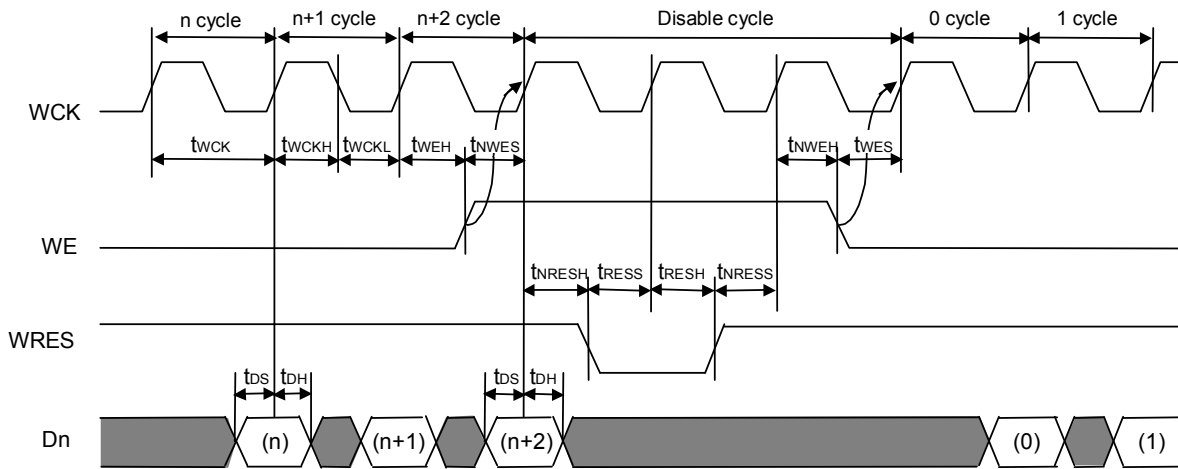 n cycle n+1 cycle n+2 cycle Disable cycle 0 cycle 1 cycle
WCK
tWCK tWCKH tWCKL tWEH tNWES tNWEH tWES
WE
tNRESH tRESS tRESH tNRESS
WRES
tDS tDH tDS tDH
Dn (n) (n+1) (n+2) (0) (1)